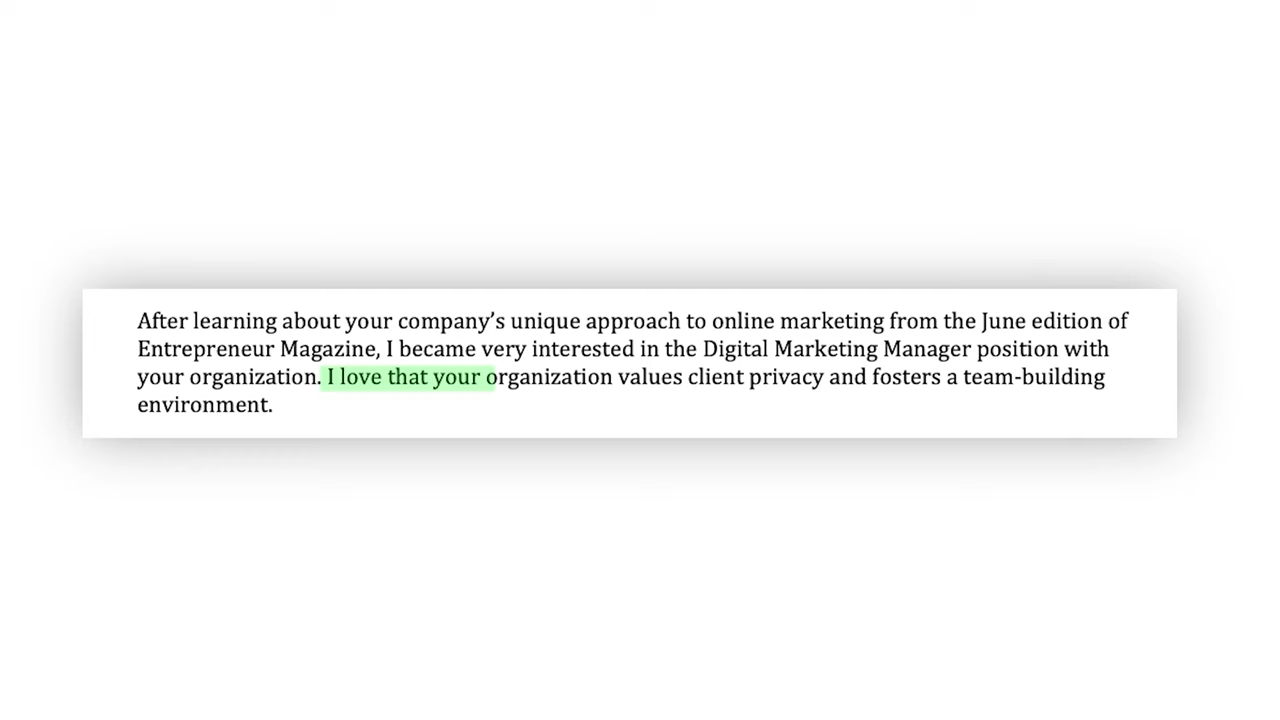 After learning about your company’s unique approach to online marketing from the June edition of
Entrepreneur Magazine, I became very interested in the Digital Marketing Manager position with
your organization. I love that your organization values client privacy and fosters a team-building
environment.